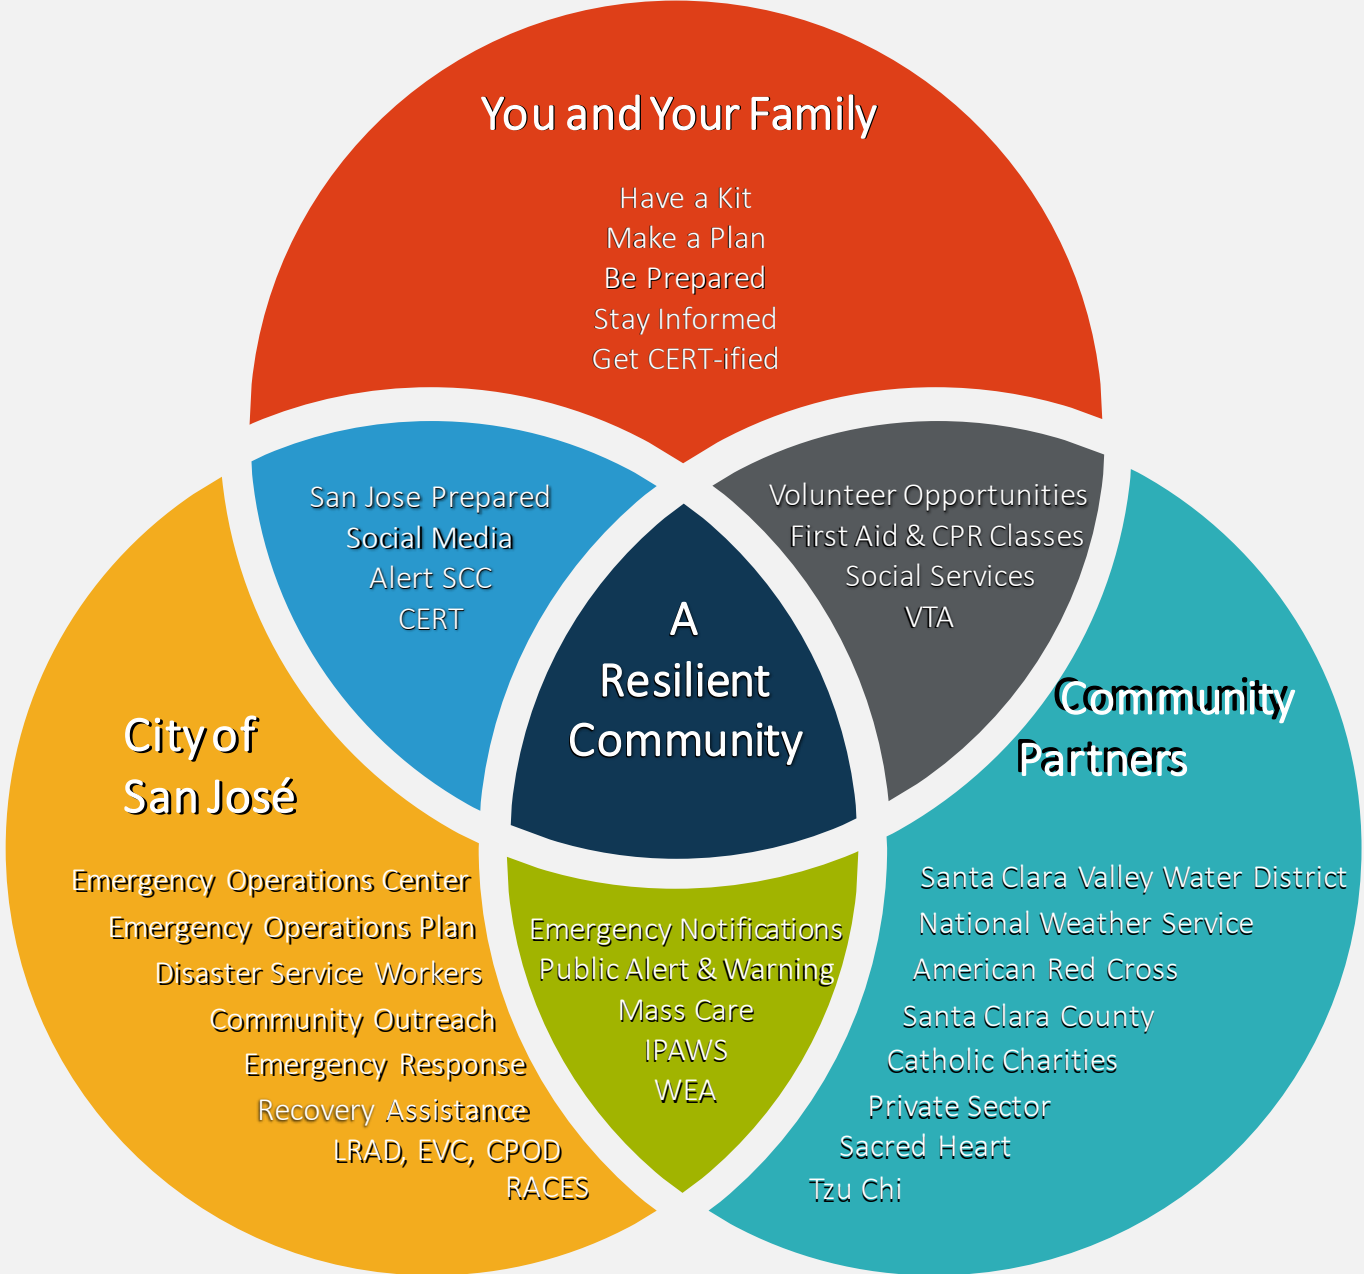 You and Your Family
Have a Kit
Make a Plan
Be Prepared
Stay Informed
Get CERT-ified
San Jose Prepared
Social Media
Alert SCC
CERT
Volunteer Opportunities
First Aid & CPR Classes
Social Services
VTA
A
Resilient
Community
City of
San José
Emergency Operations Center
Emergency Operations Plan
Disaster Service Workers
Community Outreach
Emergency Response
Recovery Assistance
LRAD, EVC, CPOD
RACES
Emergency Notifications
Public Alert & Warning
Mass Care
IPAWS
WEA
Community
Partners
Santa Clara Valley Water District
National Weather Service
American Red Cross
Santa Clara County
Catholic Charities
Private Sector
Sacred Heart
Tzu Chi